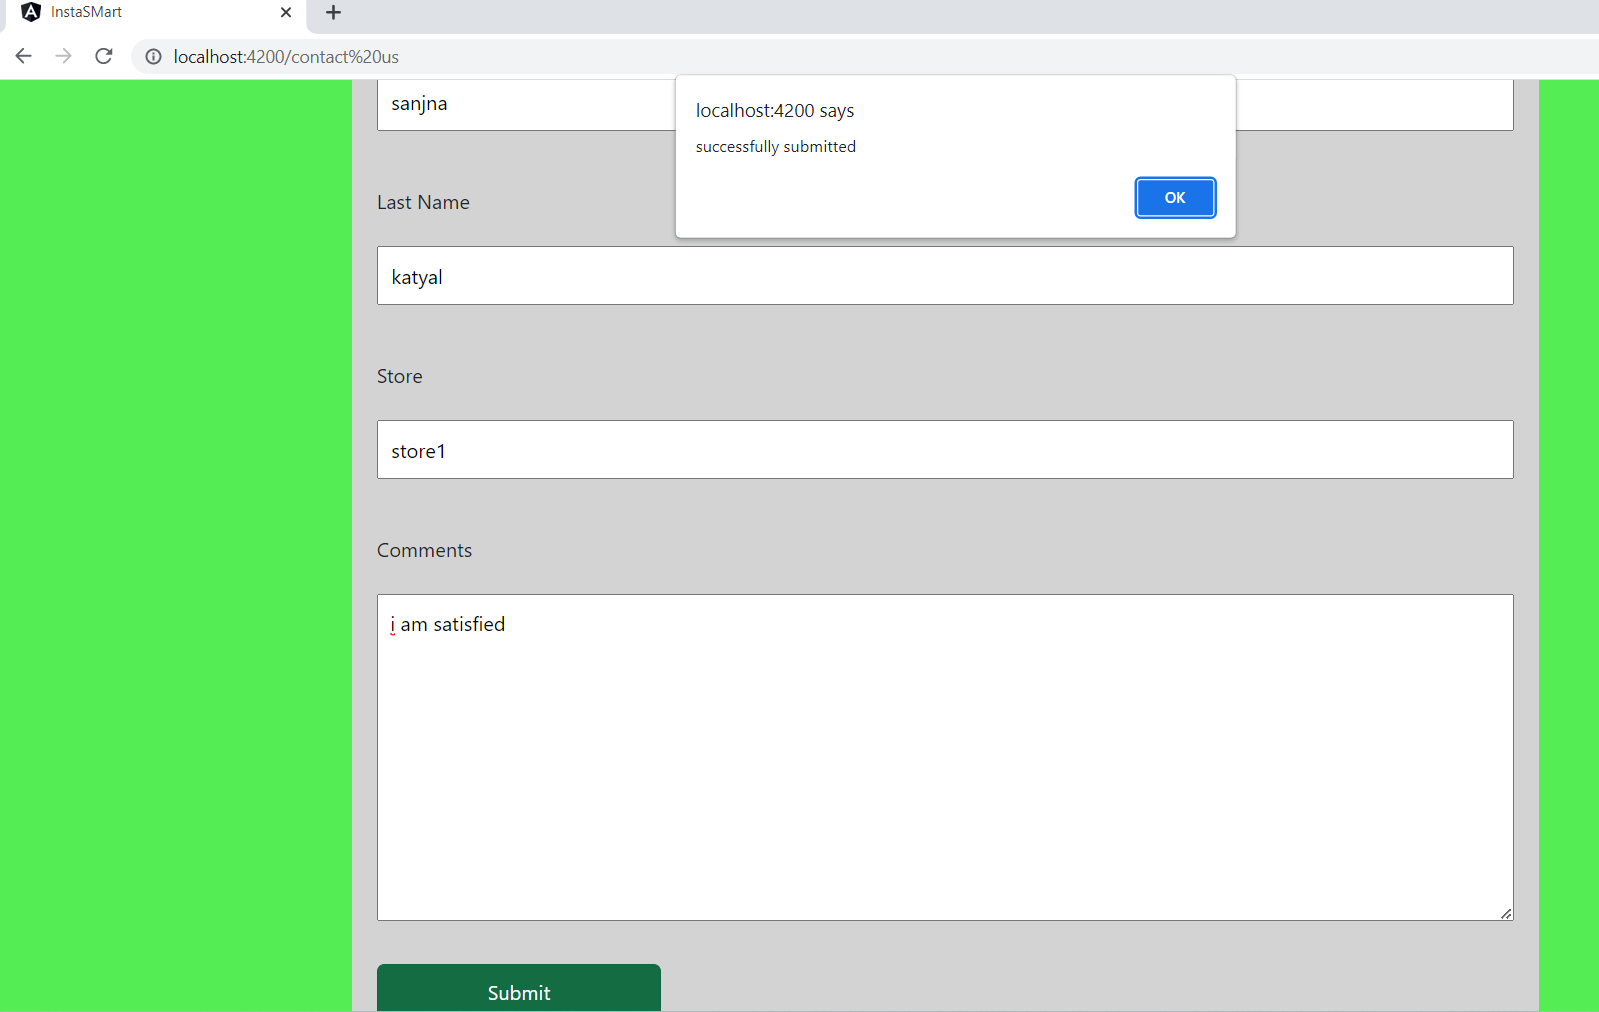 InstaSMart
localhost:4200/contact%20us
localhost:4200 says
successfully submitted
OK
sanjna
Last Name
katyal
Store
store1
Comments
i am satisfied
Submit